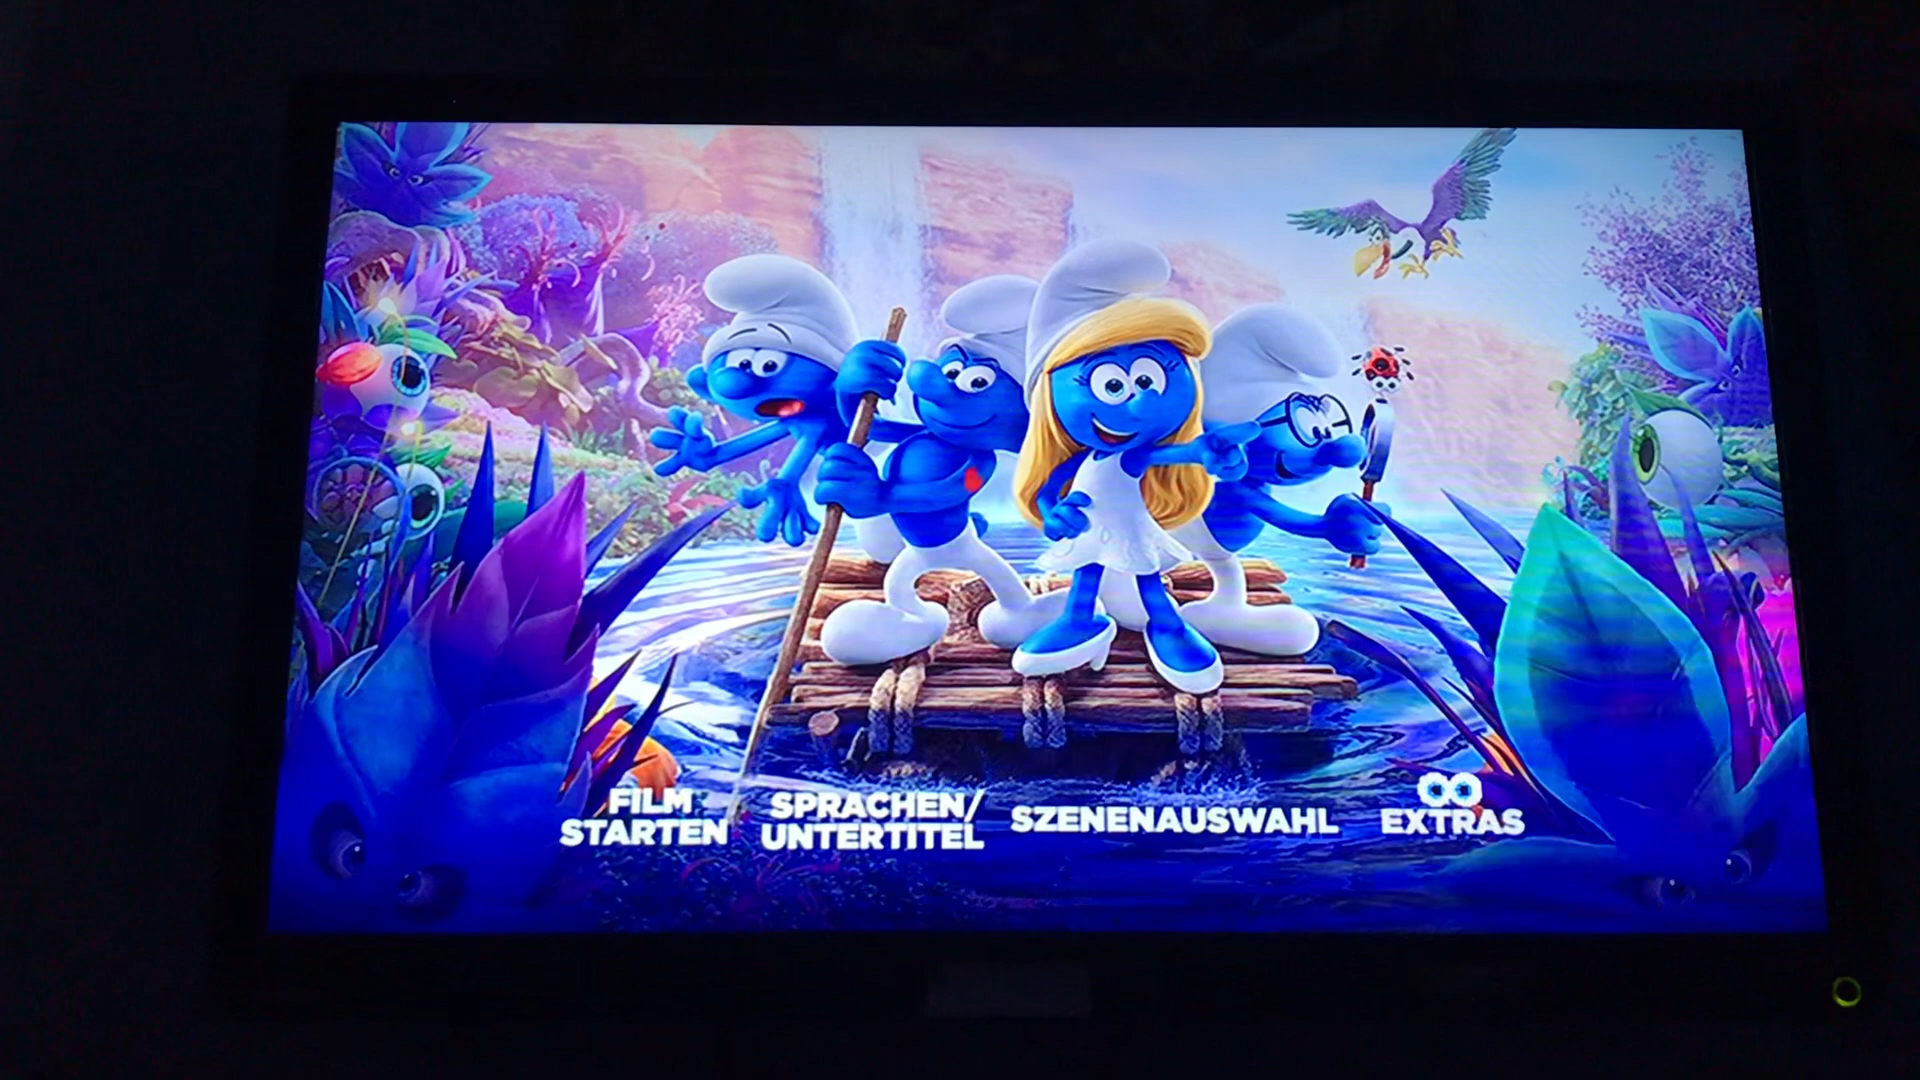 FILM
STARTEN
SPRACHEN/
UNTERTITEL
SZENENAUSWAHL
EXTRAS